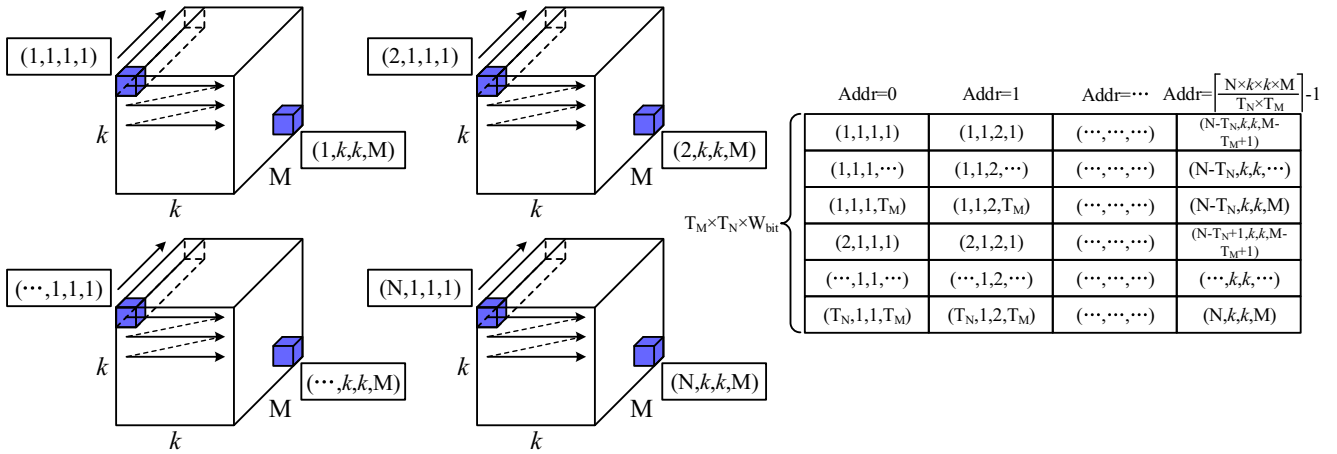 (1,1,1,1)
k
k
M
(1,k,k,M)
(2,1,1,1)
k
k
M
(2,k,k,M)
(⋯,1,1,1)
k
k
M
(⋯,k,k,M)
(N,1,1,1)
k
k
M
(N,k,k,M)
Addr=0 Addr=1 Addr=⋯ Addr=⌈(N×k×k×M)/(T_N×T_M)⌉-1
T_M×T_N×W_bit
(1,1,1,1) (1,1,2,1) (⋯,⋯,⋯) (N-T_N,k,k,M-
T_M+1)
(1,1,1,⋯) (1,1,2,⋯) (⋯,⋯,⋯) (N-T_N,k,k,⋯)
(1,1,1,T_M) (1,1,2,T_M) (⋯,⋯,⋯) (N-T_N,k,k,M)
(2,1,1,1) (2,1,2,1) (⋯,⋯,⋯) (N-T_N+1,k,k,M-
T_M+1)
(⋯,1,1,⋯) (⋯,1,2,⋯) (⋯,⋯,⋯) (⋯,k,k,⋯)
(T_N,1,1,T_M) (T_N,1,2,T_M) (⋯,⋯,⋯) (N,k,k,M)